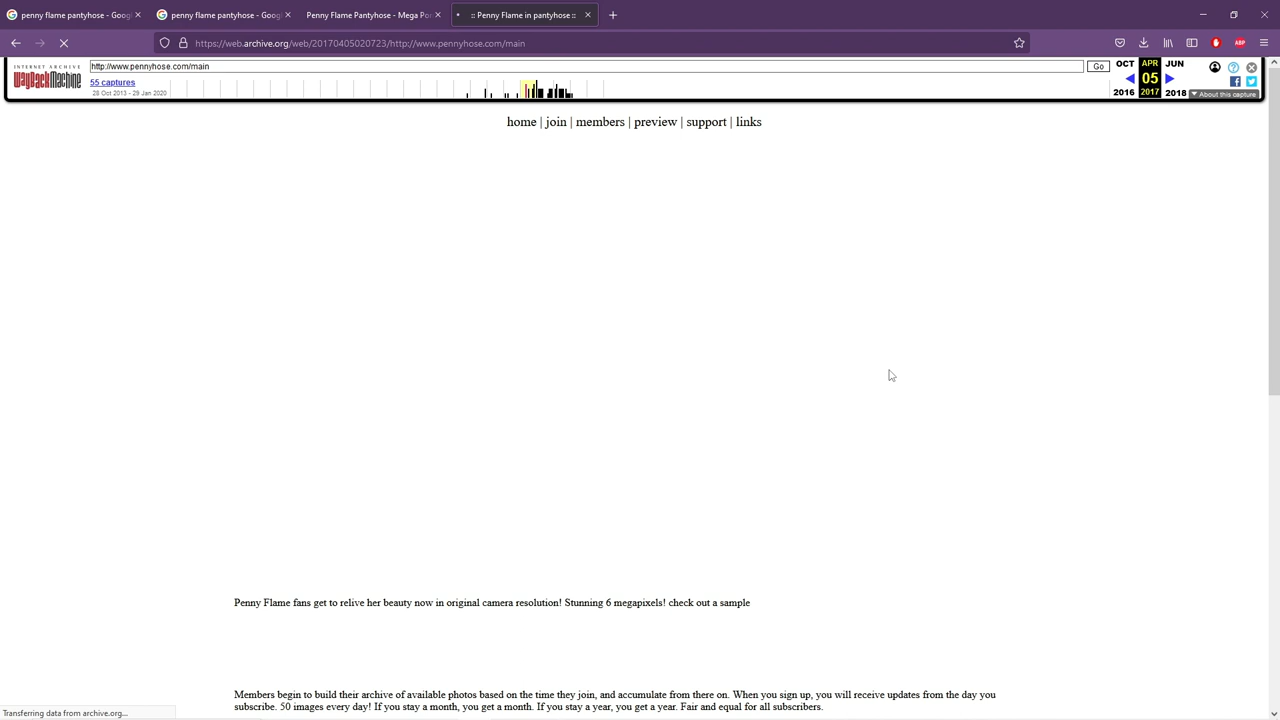 penny flame pantyhose - Goog
penny flame pantyhose - Goog
Penny Flame Pantyhose - Mega Po
:: Penny Flame in pantyhose ::
https://web.archive.org/web/20170405020723/http://www.pennyhose.com/main
INTERNET ARCHIVE
WayBackMachine
http://www.pennyhose.com/main
Go
55 captures
28 Oct 2013 - 29 Jan 2020
OCT APR JUN
05
2016 2017 2018
About this capture
home | join | members | preview | support | links
Penny Flame fans get to relive her beauty now in original camera resolution! Stunning 6 megapixels! check out a sample
Members begin to build their archive of available photos based on the time they join, and accumulate from there on. When you sign up, you will receive updates from the day you
subscribe. 50 images every day! If you stay a month, you get a month. If you stay a year, you get a year. Fair and equal for all subscribers.
Transferring data from archive.org...